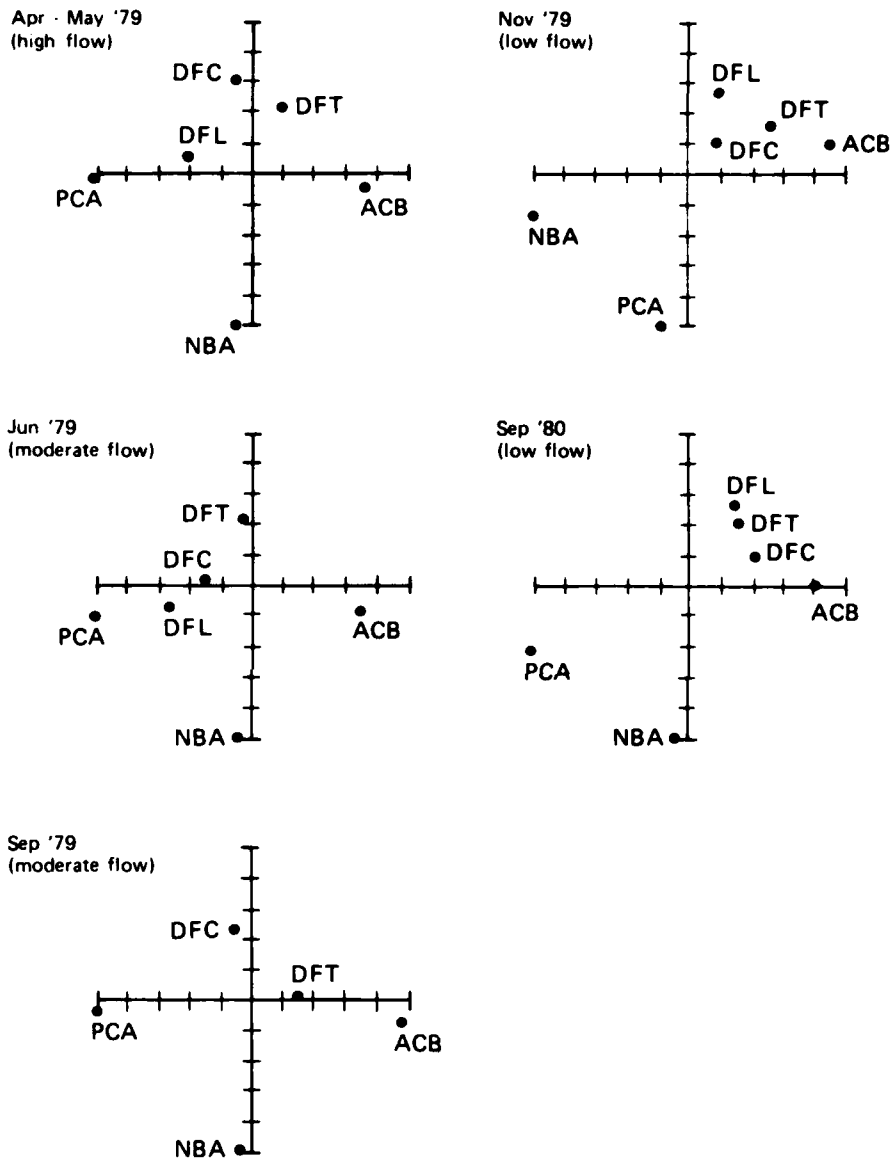 Apr - May '79
(high flow)
DFC
DFT
DFL
PCA
ACB
NBA
Nov '79
(low flow)
DFL
DFT
DFC
ACB
NBA
PCA
Jun '79
(moderate flow)
DFT
DFC
PCA
DFL
ACB
NBA
Sep '80
(low flow)
DFL
DFT
DFC
ACB
PCA
NBA
Sep '79
(moderate flow)
DFC
DFT
PCA
ACB
NBA